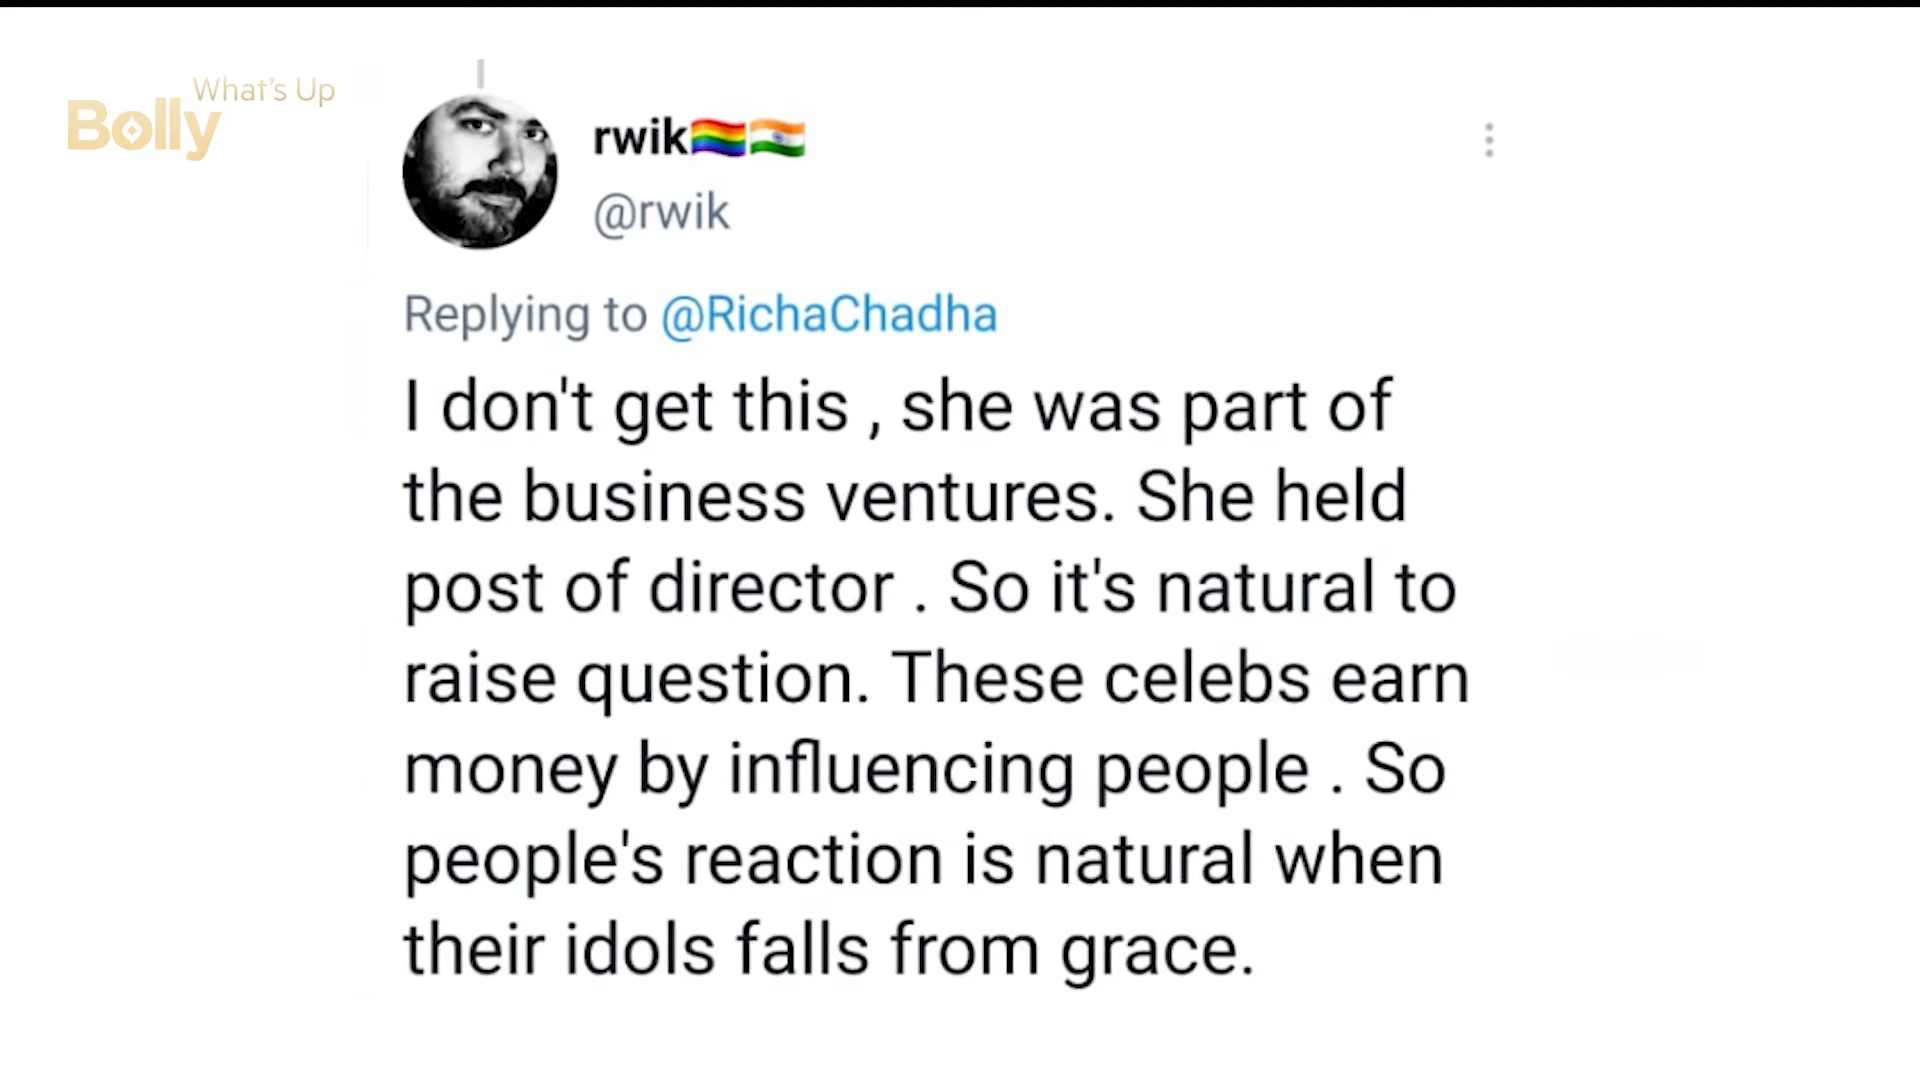 What's Up
Bolly
rwik🏳️‍🌈🇮🇳
@rwik
Replying to @RichaChadha
I don't get this , she was part of
the business ventures. She held
post of director . So it's natural to
raise question. These celebs earn
money by influencing people . So
people's reaction is natural when
their idols falls from grace.